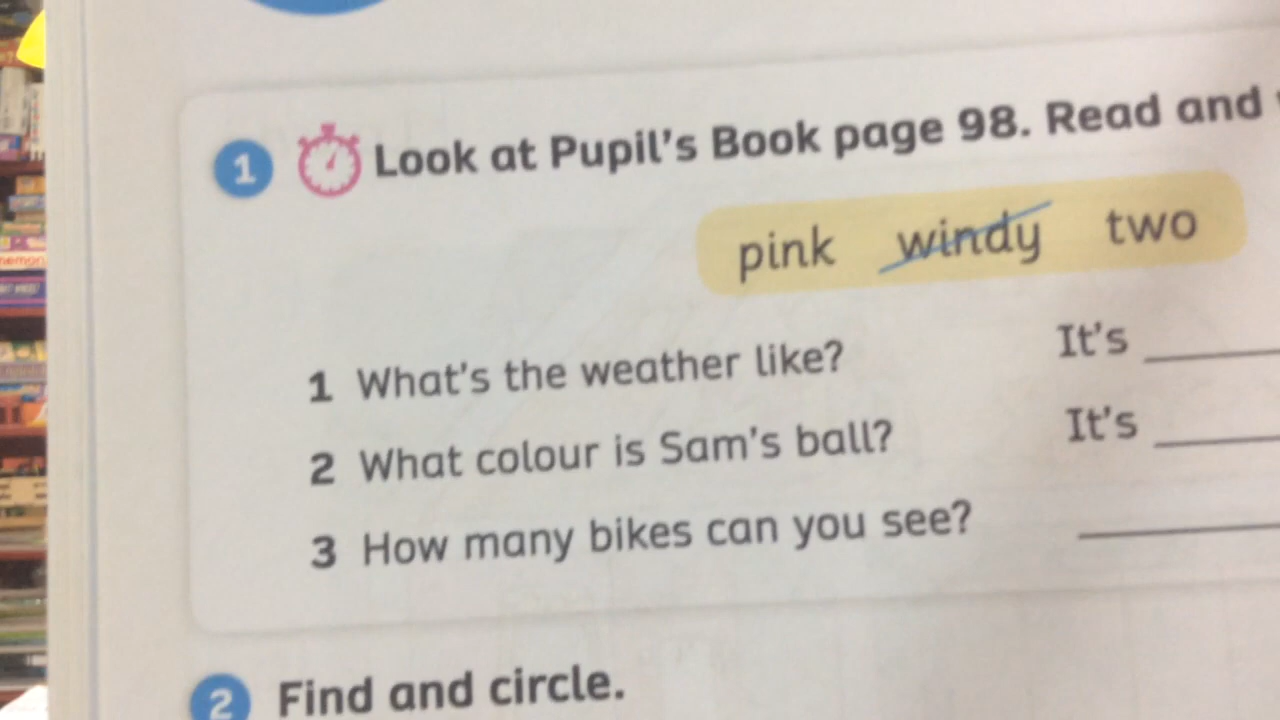 1 Look at Pupil's Book page 98. Read and
pink windy two
1 What's the weather like? It's
2 What colour is Sam's ball? It's
3 How many bikes can you see?
2 Find and circle.